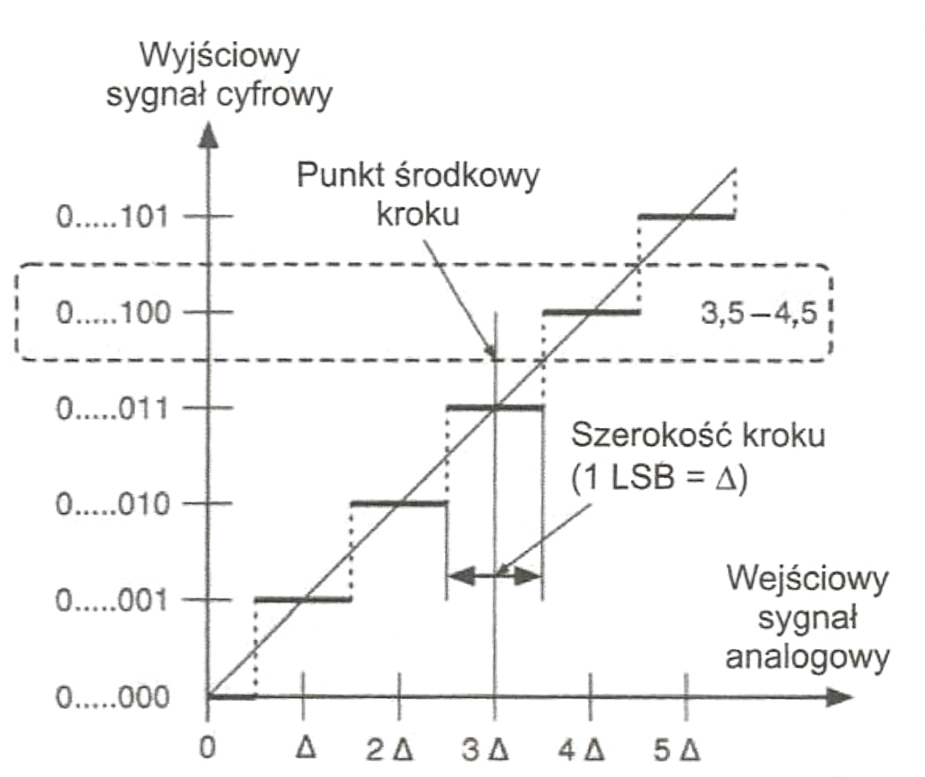 Wyjściowy
sygnał cyfrowy
Punkt środkowy
kroku
0.....101
0.....100
3,5–4,5
0.....011
Szerokość kroku
(1 LSB = Δ)
0.....010
0.....001
Wejściowy
sygnał
analogowy
0.....000
0 Δ 2 Δ 3 Δ 4 Δ 5 Δ